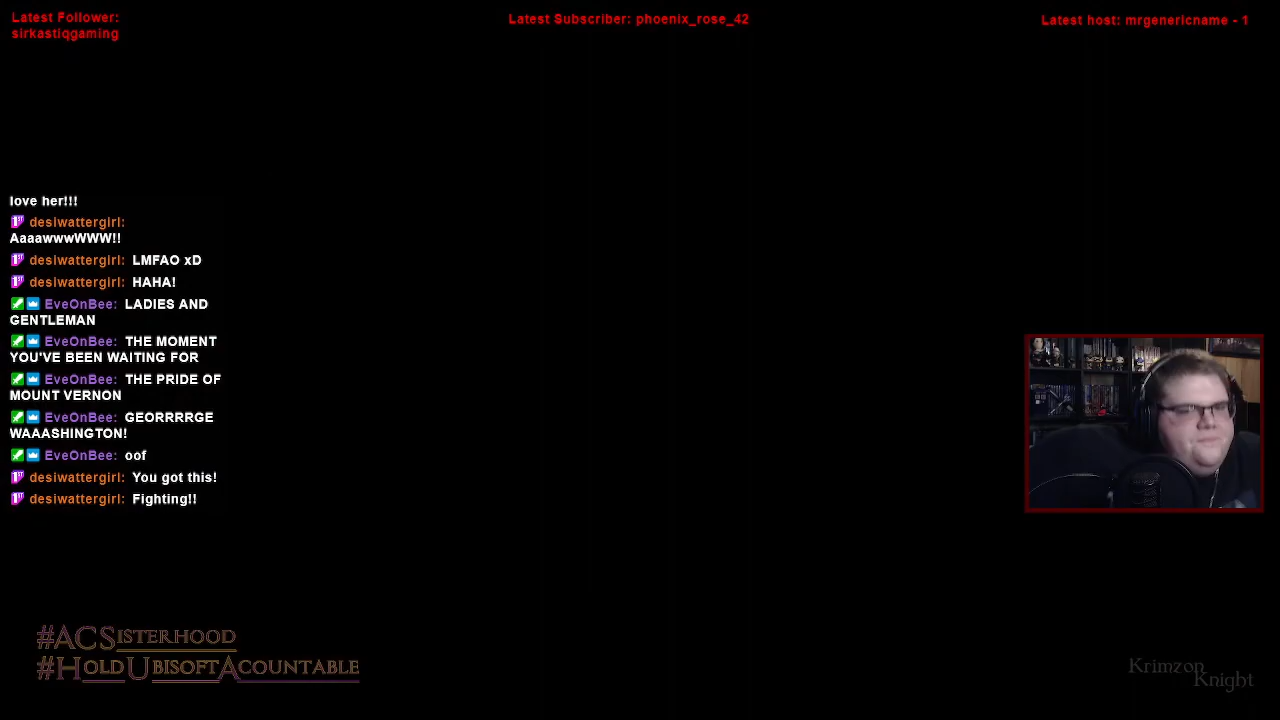 Latest Follower:
sirkastiqgaming
Latest Subscriber: phoenix_rose_42
Latest host: mrgenericname - 1
love her!!!
desiwattergirl:
AaaawwwWWW!!
desiwattergirl: LMFAO xD
desiwattergirl: HAHA!
EveOnBee: LADIES AND
GENTLEMAN
EveOnBee: THE MOMENT
YOU'VE BEEN WAITING FOR
EveOnBee: THE PRIDE OF
MOUNT VERNON
EveOnBee: GEORRRRGE
WAAASHINGTON!
EveOnBee: oof
desiwattergirl: You got this!
desiwattergirl: Fighting!!
#ACSisterhood
#HoldUbisoftAcountable
Krimzon
Knight